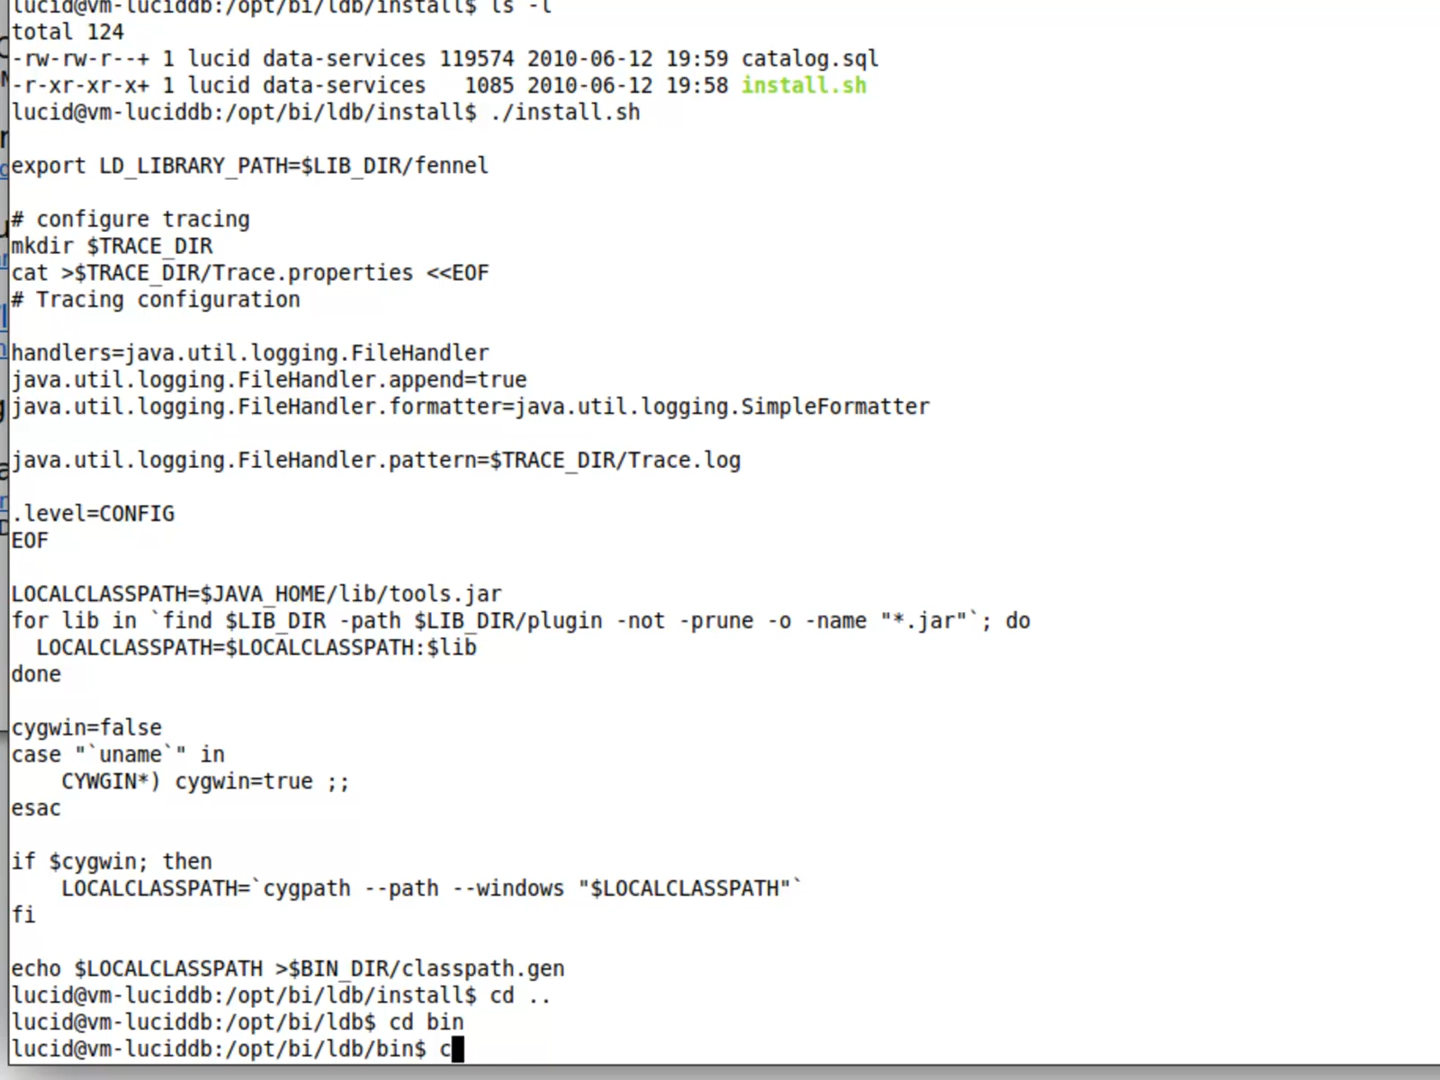 lucid@vm-luciddb:/opt/bi/ldb/install$ ls -l
total 124
-rw-rw-r--+ 1 lucid data-services 119574 2010-06-12 19:59 catalog.sql
-r-xr-xr-x+ 1 lucid data-services   1085 2010-06-12 19:58 install.sh
lucid@vm-luciddb:/opt/bi/ldb/install$ ./install.sh
export LD_LIBRARY_PATH=$LIB_DIR/fennel
# configure tracing
mkdir $TRACE_DIR
cat >$TRACE_DIR/Trace.properties <<EOF
# Tracing configuration
handlers=java.util.logging.FileHandler
java.util.logging.FileHandler.append=true
java.util.logging.FileHandler.formatter=java.util.logging.SimpleFormatter
java.util.logging.FileHandler.pattern=$TRACE_DIR/Trace.log
.level=CONFIG
EOF
LOCALCLASSPATH=$JAVA_HOME/lib/tools.jar
for lib in `find $LIB_DIR -path $LIB_DIR/plugin -not -prune -o -name "*.jar"`; do
  LOCALCLASSPATH=$LOCALCLASSPATH:$lib
done
cygwin=false
case "`uname`" in
    CYWGIN*) cygwin=true ;;
esac
if $cygwin; then
    LOCALCLASSPATH=`cygpath --path --windows "$LOCALCLASSPATH"`
fi
echo $LOCALCLASSPATH >$BIN_DIR/classpath.gen
lucid@vm-luciddb:/opt/bi/ldb/install$ cd ..
lucid@vm-luciddb:/opt/bi/ldb$ cd bin
lucid@vm-luciddb:/opt/bi/ldb/bin$ c